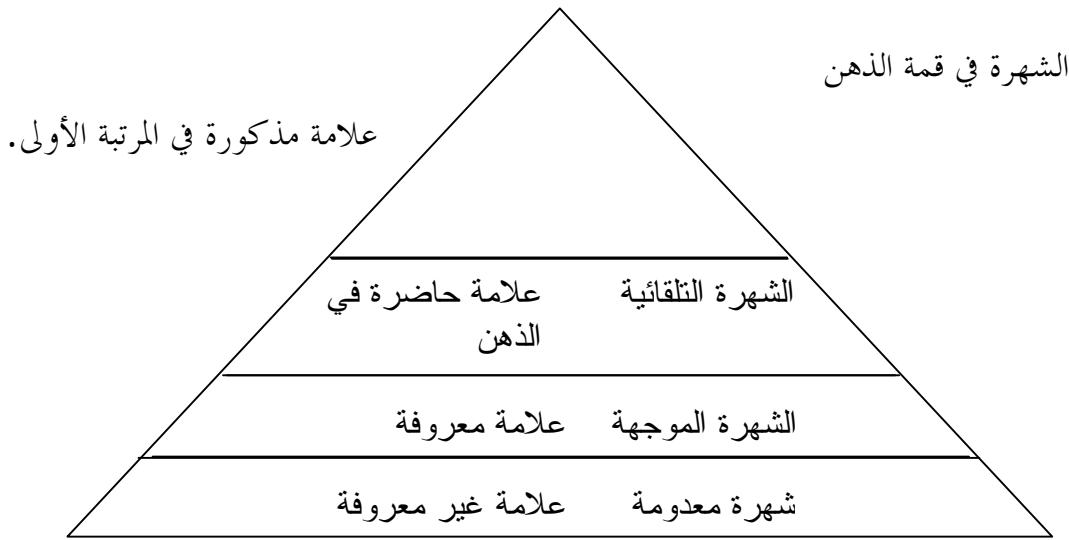 الشهرة في قمة الذهن
علامة مذكورة في المرتبة الأولى.
الشهرة التلقائية علامة حاضرة في
الذهن
الشهرة الموجهة علامة معروفة
شهرة معدومة علامة غير معروفة